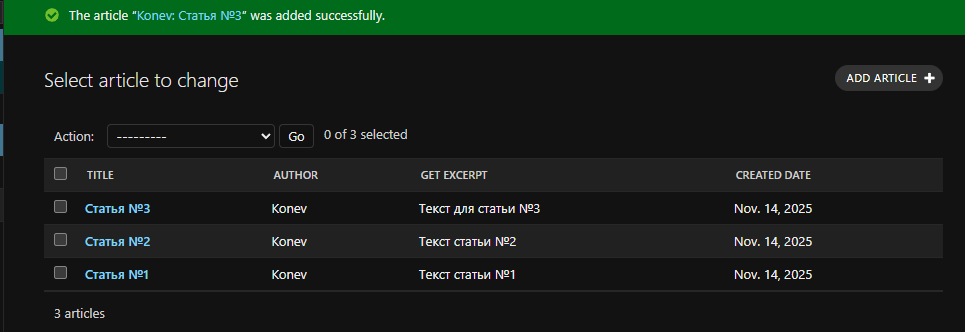 The article “Konev: Статья №3” was added successfully.
Select article to change
ADD ARTICLE +
Action: --------- Go 0 of 3 selected
TITLE AUTHOR GET EXCERPT CREATED DATE
Статья №3 Konev Текст для статьи №3 Nov. 14, 2025
Статья №2 Konev Текст статьи №2 Nov. 14, 2025
Статья №1 Konev Текст статьи №1 Nov. 14, 2025
3 articles